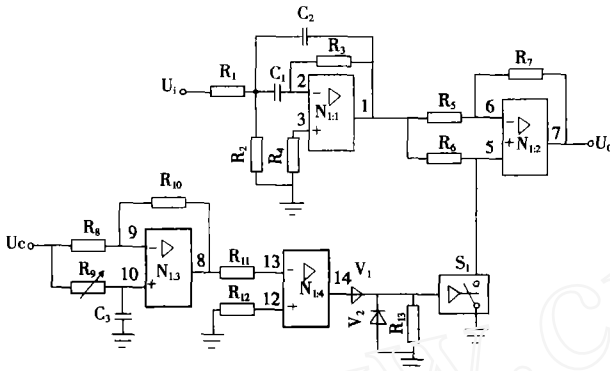 C₂
R₁
C₁
R₃
Uᵢ
2
N₁:₁
1
3
R₂
R₄
R₅
R₆
6
5
R₇
N₁:₂
7
U₀
R₁₀
Uc
R₈
9
R₉
10
N₁.₃
8
C₃
R₁₁
R₁₂
13
12
N₁:₄
14
V₁
V₂
R₁₃
S₁